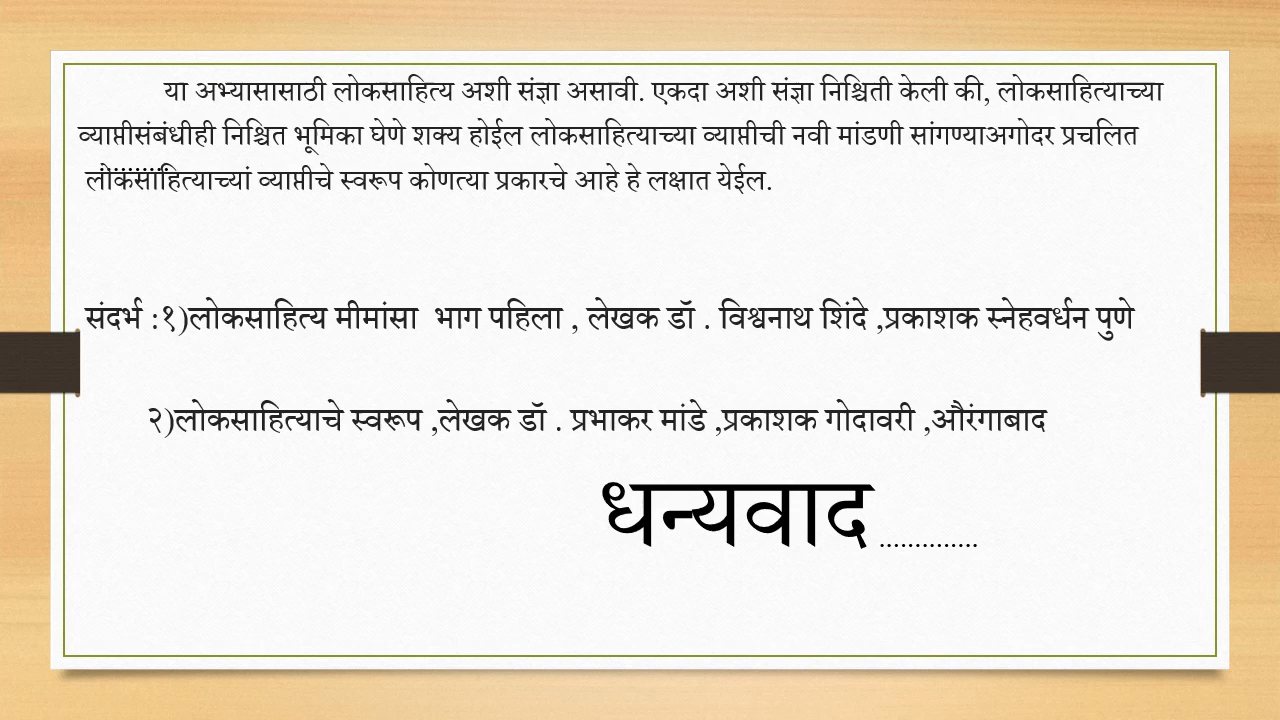 या अभ्यासासाठी लोकसाहित्य अशी संज्ञा असावी. एकदा अशी संज्ञा निश्चिती केली की, लोकसाहित्याच्या
व्याप्तीसंबंधीही निश्चित भूमिका घेणे शक्य होईल लोकसाहित्याच्या व्याप्तीची नवी मांडणी सांगण्याअगोदर प्रचलित
लोकसाहित्याच्यां व्याप्तीचे स्वरूप कोणत्या प्रकारचे आहे हे लक्षात येईल.
संदर्भ :१)लोकसाहित्य मीमांसा भाग पहिला , लेखक डॉ . विश्वनाथ शिंदे ,प्रकाशक स्नेहवर्धन पुणे
२)लोकसाहित्याचे स्वरूप ,लेखक डॉ . प्रभाकर मांडे ,प्रकाशक गोदावरी ,औरंगाबाद
धन्यवाद ..............